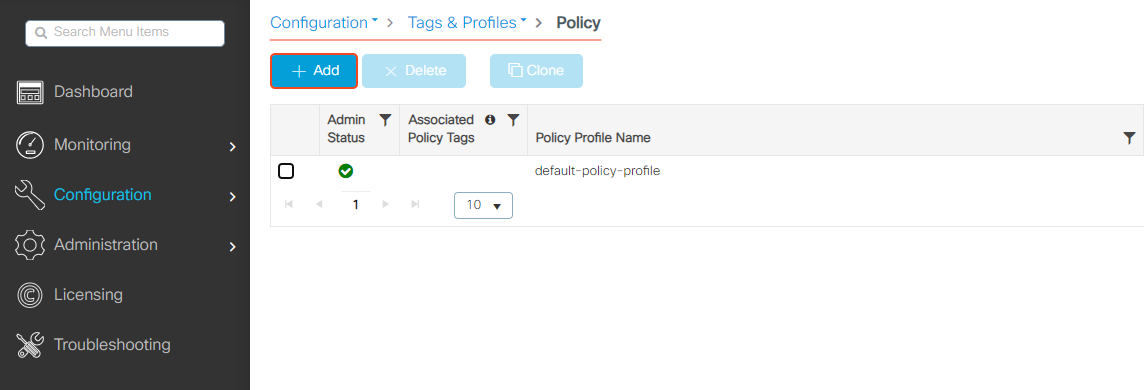 Search Menu Items
Dashboard
Monitoring
Configuration
Administration
Licensing
Troubleshooting
Configuration > Tags & Profiles > Policy
+ Add × Delete Clone
Admin Status Associated Policy Tags Policy Profile Name
default-policy-profile
1 10